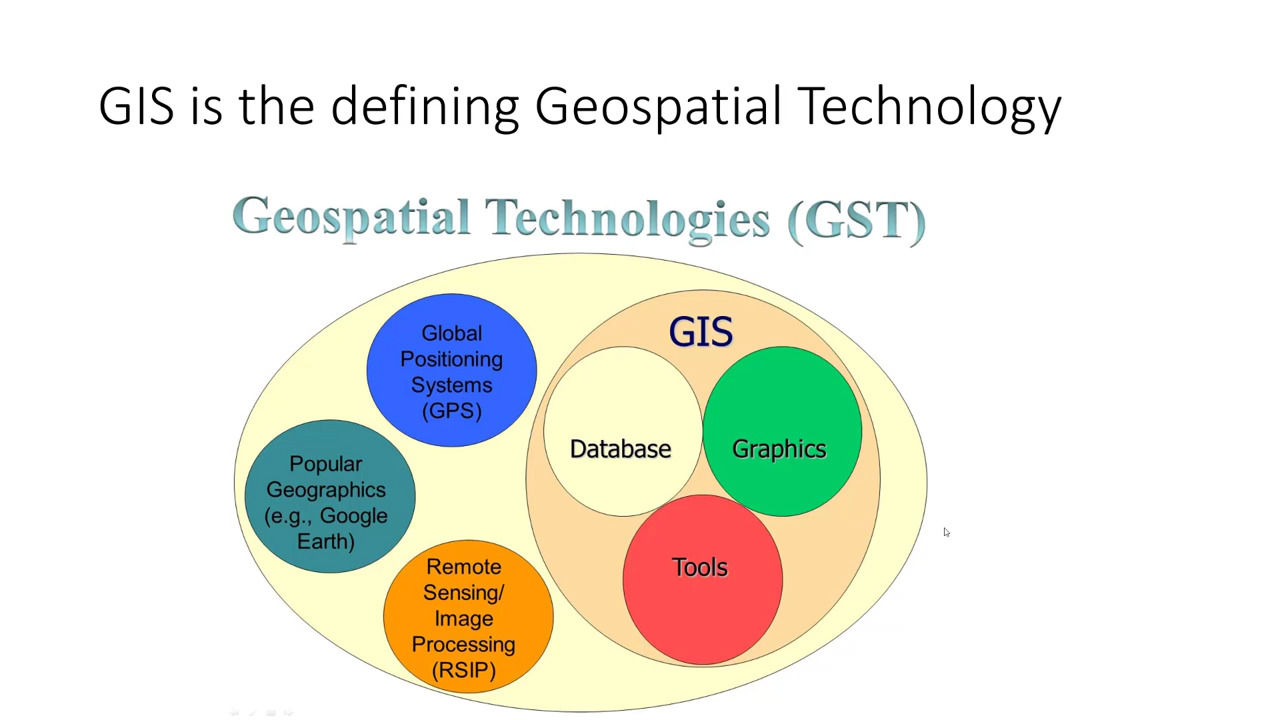 GIS is the defining Geospatial Technology
Geospatial Technologies (GST)
Global
Positioning
Systems
(GPS)
Popular
Geographics
(e.g., Google
Earth)
Remote
Sensing/
Image
Processing
(RSIP)
GIS
Database
Graphics
Tools